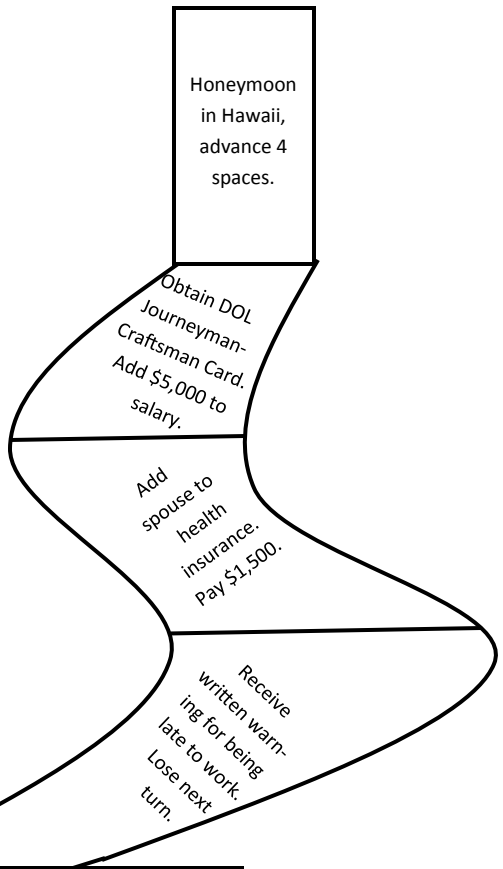 Honeymoon
in Hawaii,
advance 4
spaces.
Obtain DOL
Journeyman-
Craftsman Card.
Add $5,000 to
salary.
Add
spouse to
health
insurance.
Pay $1,500.
Receive
written warn-
ing for being
late to work.
Lose next
turn.